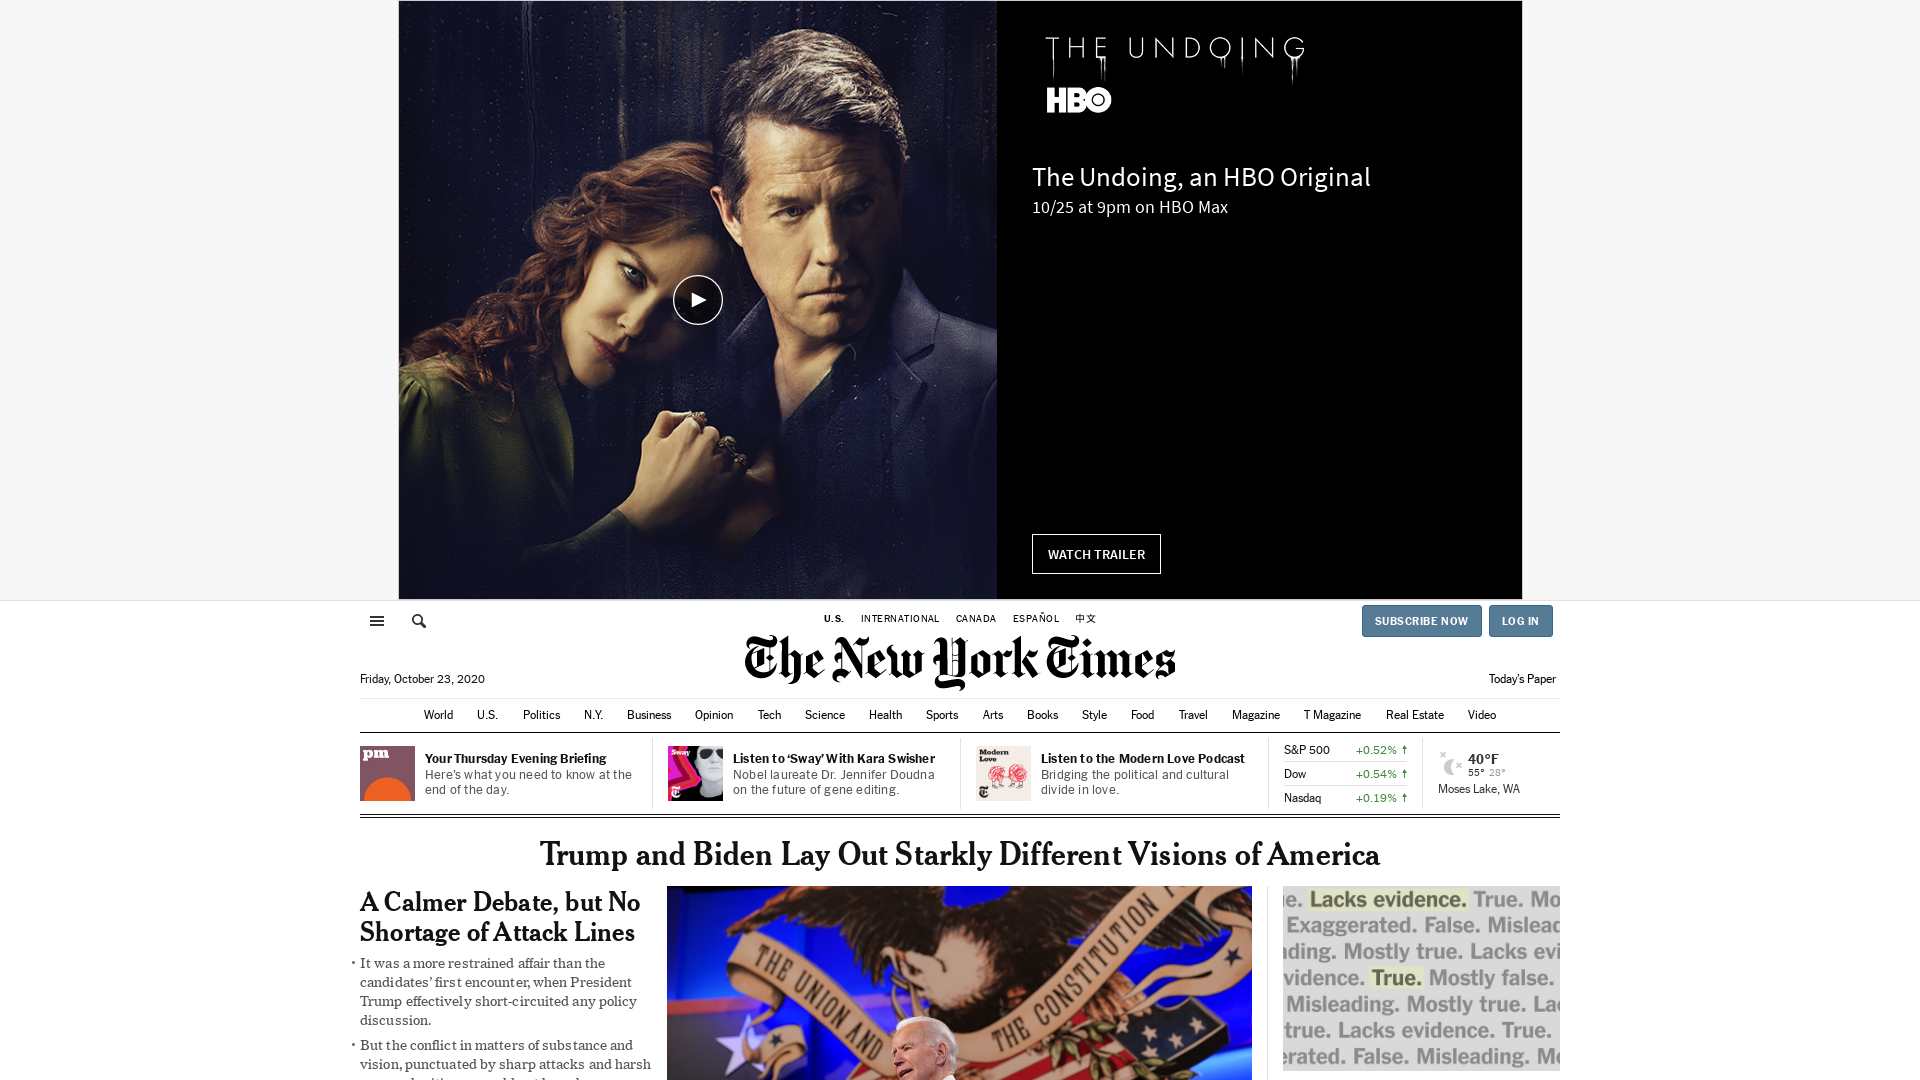 THE UNDOING
HBO
The Undoing, an HBO Original
10/25 at 9pm on HBO Max
WATCH TRAILER
U.S. INTERNATIONAL CANADA ESPAÑOL 中文
SUBSCRIBE NOW LOG IN
The New York Times
Friday, October 23, 2020
Today’s Paper
World U.S. Politics N.Y. Business Opinion Tech Science Health Sports Arts Books Style Food Travel Magazine T Magazine Real Estate Video
pm
Your Thursday Evening Briefing
Here’s what you need to know at the
end of the day.
Sway
Listen to ‘Sway’ With Kara Swisher
Nobel laureate Dr. Jennifer Doudna
on the future of gene editing.
Modern
Love
Listen to the Modern Love Podcast
Bridging the political and cultural
divide in love.
S&P 500 +0.52%
Dow +0.54%
Nasdaq +0.19%
40°F
55° 28°
Moses Lake, WA
Trump and Biden Lay Out Starkly Different Visions of America
A Calmer Debate, but No
Shortage of Attack Lines
It was a more restrained affair than the
candidates’ first encounter, when President
Trump effectively short-circuited any policy
discussion.
But the conflict in matters of substance and
vision, punctuated by sharp attacks and harsh
THE UNION AND THE CONSTITUTION
Lacks evidence. True.
Exaggerated. False.
Mostly true. Lacks
True. Mostly false.
Misleading. Mostly true.
Lacks evidence. True.
False. Misleading.